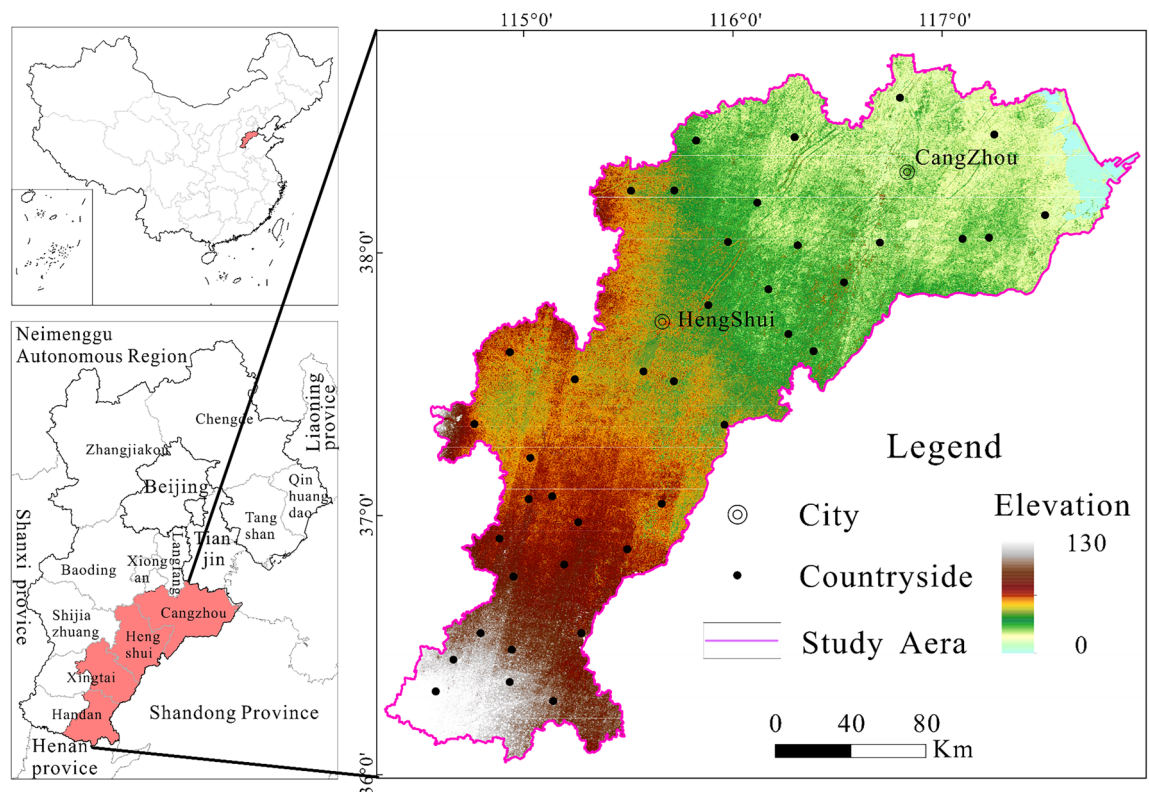 115°0'
116°0'
117°0'
38°0'
37°0'
36°0'
CangZhou
HengShui
Legend
City
Countryside
Study Aera
Elevation
130
0
0
40
80
Km
Neimenggu
Autonomous Region
Liaoning
provice
Chengde
Zhangjiakou
Beijing
Qin
huang
dao
Tang
shan
Tian
jin
Langfang
Xiong
an
Baoding
Shanxi provice
Shijia
zhuang
Cangzhou
Heng
shui
Xingtai
Handan
Shandong Province
Henan
provice